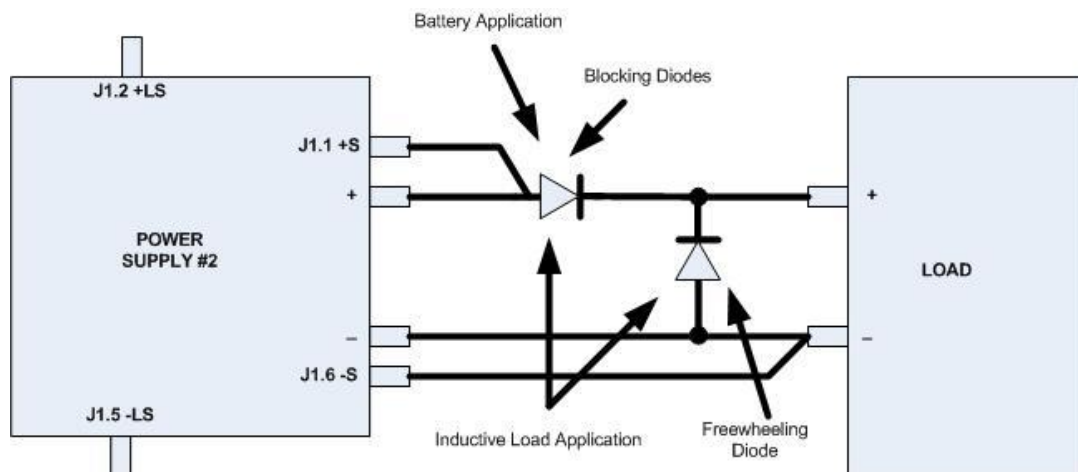 Battery Application
Blocking Diodes
J1.2 +LS
J1.1 +S
+
+
POWER
SUPPLY #2
LOAD
–
–
J1.6 -S
J1.5 -LS
Inductive Load Application
Freewheeling
Diode